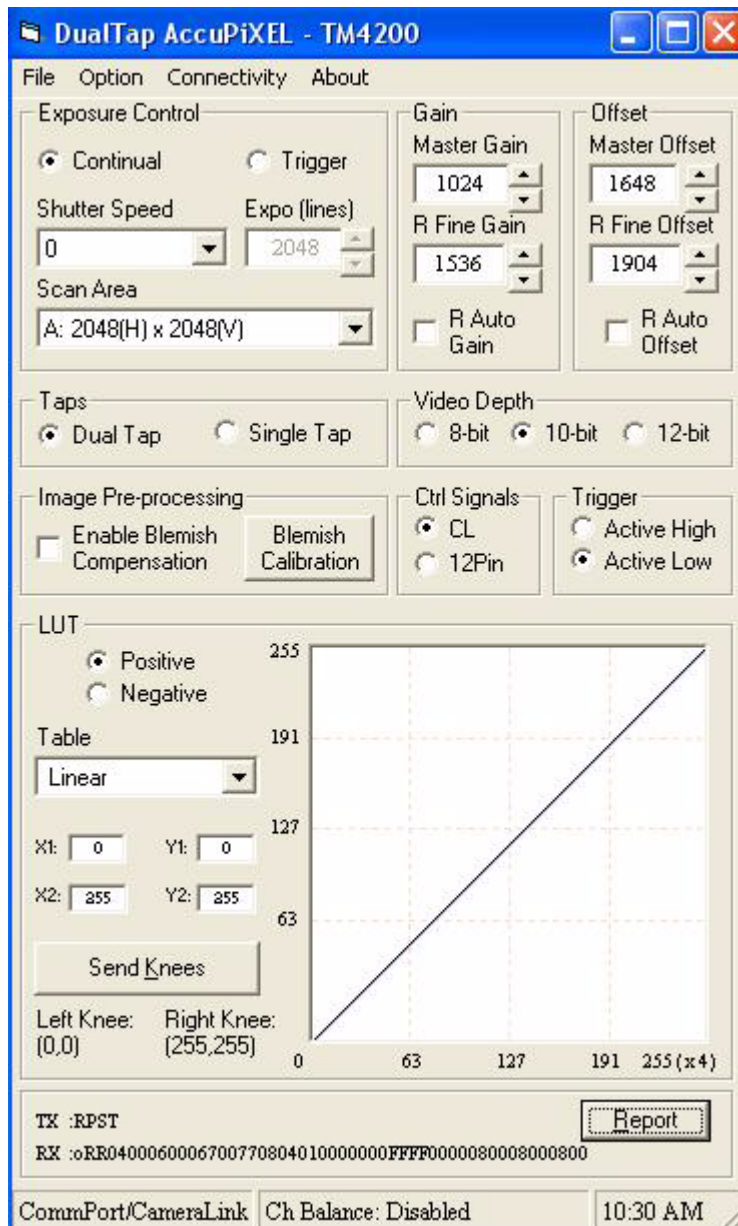 DualTap AccuPiXEL - TM4200
File Option Connectivity About
Exposure Control
Continual Trigger
Shutter Speed Expo (lines)
0 2048
Scan Area
A: 2048(H) x 2048(V)
Gain
Master Gain
1024
R Fine Gain
1536
R Auto Gain
Offset
Master Offset
1648
R Fine Offset
1904
R Auto Offset
Taps
Dual Tap Single Tap
Video Depth
8-bit 10-bit 12-bit
Image Pre-processing
Enable Blemish Compensation
Blemish Calibration
Ctrl Signals
CL
12Pin
Trigger
Active High
Active Low
LUT
Positive
Negative
Table
Linear
X1: 0 Y1: 0
X2: 255 Y2: 255
Send Knees
Left Knee: Right Knee:
(0,0) (255,255)
255
191
127
63
0 63 127 191 255(x4)
TX :RPST
Report
RX :oRR0400060006700770804010000000FFFF0000080008000800
CommPort/CameraLink Ch Balance: Disabled 10:30 AM